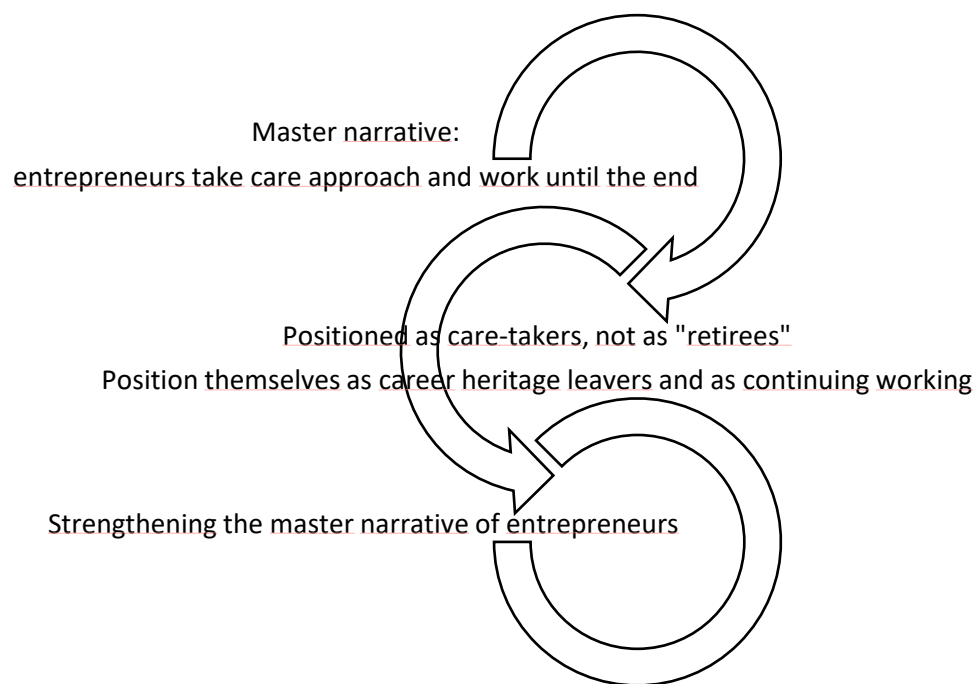 Master narrative:
entrepreneurs take care approach and work until the end
Positioned as care-takers, not as "retirees"
Position themselves as career heritage leavers and as continuing working
Strengthening the master narrative of entrepreneurs